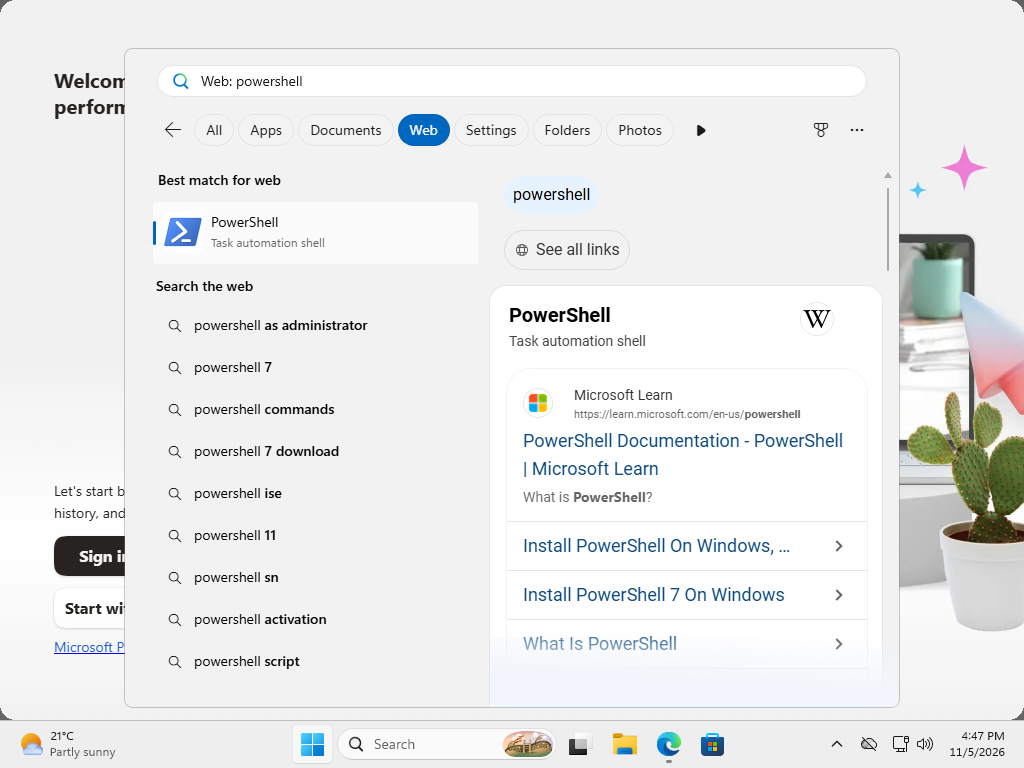 Welcom
perform
Web: powershell
All
Apps
Documents
Web
Settings
Folders
Photos
Best match for web
PowerShell
Task automation shell
Search the web
powershell as administrator
powershell 7
powershell commands
powershell 7 download
powershell ise
powershell 11
powershell sn
powershell activation
powershell script
powershell
See all links
PowerShell
W
Task automation shell
Microsoft Learn
https://learn.microsoft.com/en-us/powershell
PowerShell Documentation - PowerShell
| Microsoft Learn
What is PowerShell?
Install PowerShell On Windows, ...
Install PowerShell 7 On Windows
What Is PowerShell
Let's start b
history, and
Sign in
Start wi
Microsoft P
21°C
Partly sunny
Search
4:47 PM
11/5/2026